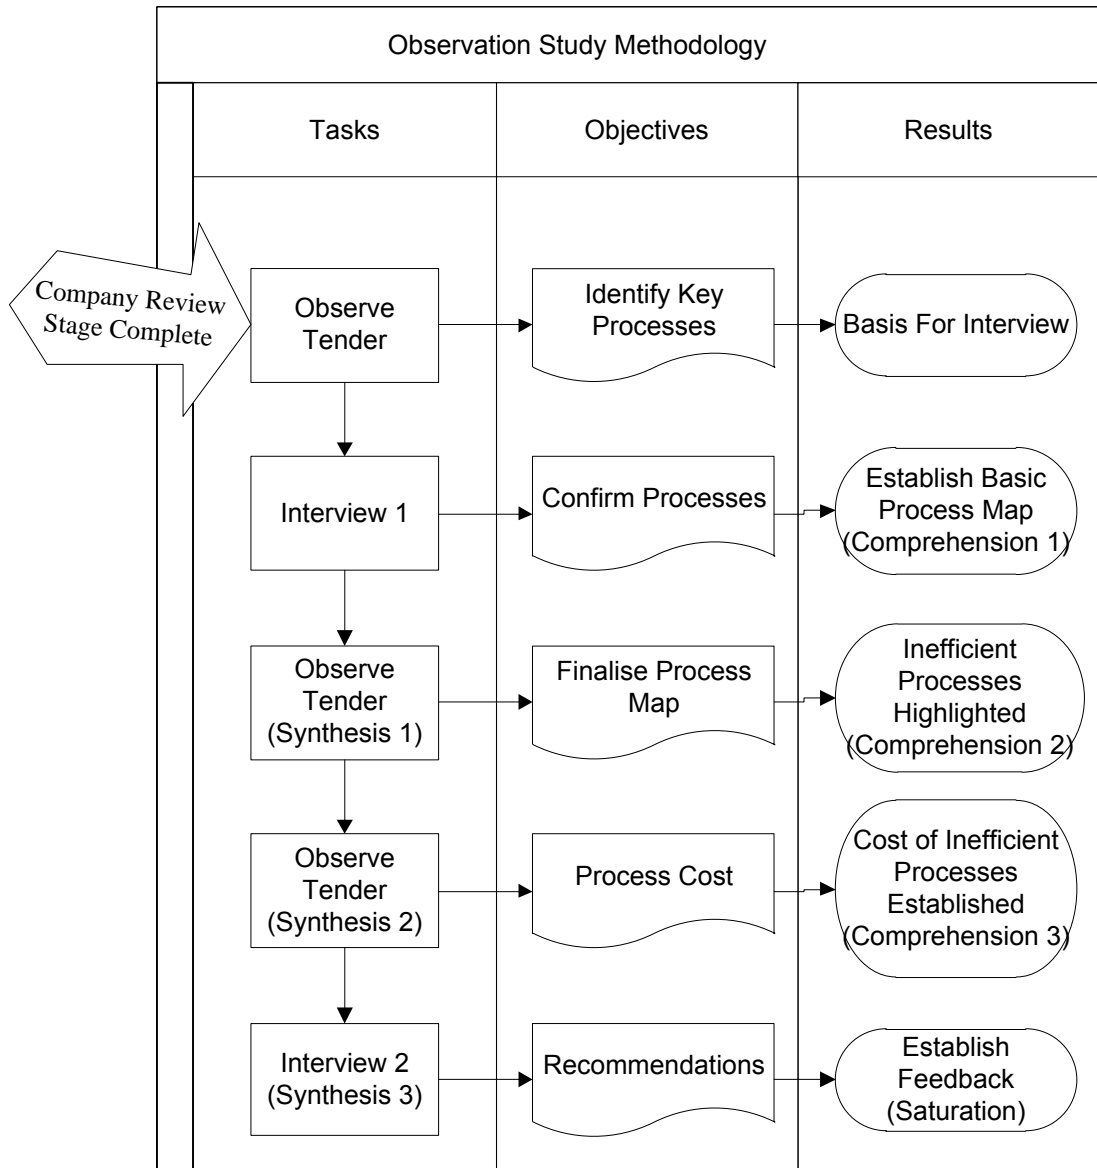 Observation Study Methodology
Tasks
Objectives
Results
Company Review
Stage Complete
Observe
Tender
Identify Key
Processes
Basis For Interview
Interview 1
Confirm Processes
Establish Basic
Process Map
(Comprehension 1)
Observe
Tender
(Synthesis 1)
Finalise Process
Map
Inefficient
Processes
Highlighted
(Comprehension 2)
Observe
Tender
(Synthesis 2)
Process Cost
Cost of Inefficient
Processes
Established
(Comprehension 3)
Interview 2
(Synthesis 3)
Recommendations
Establish
Feedback
(Saturation)